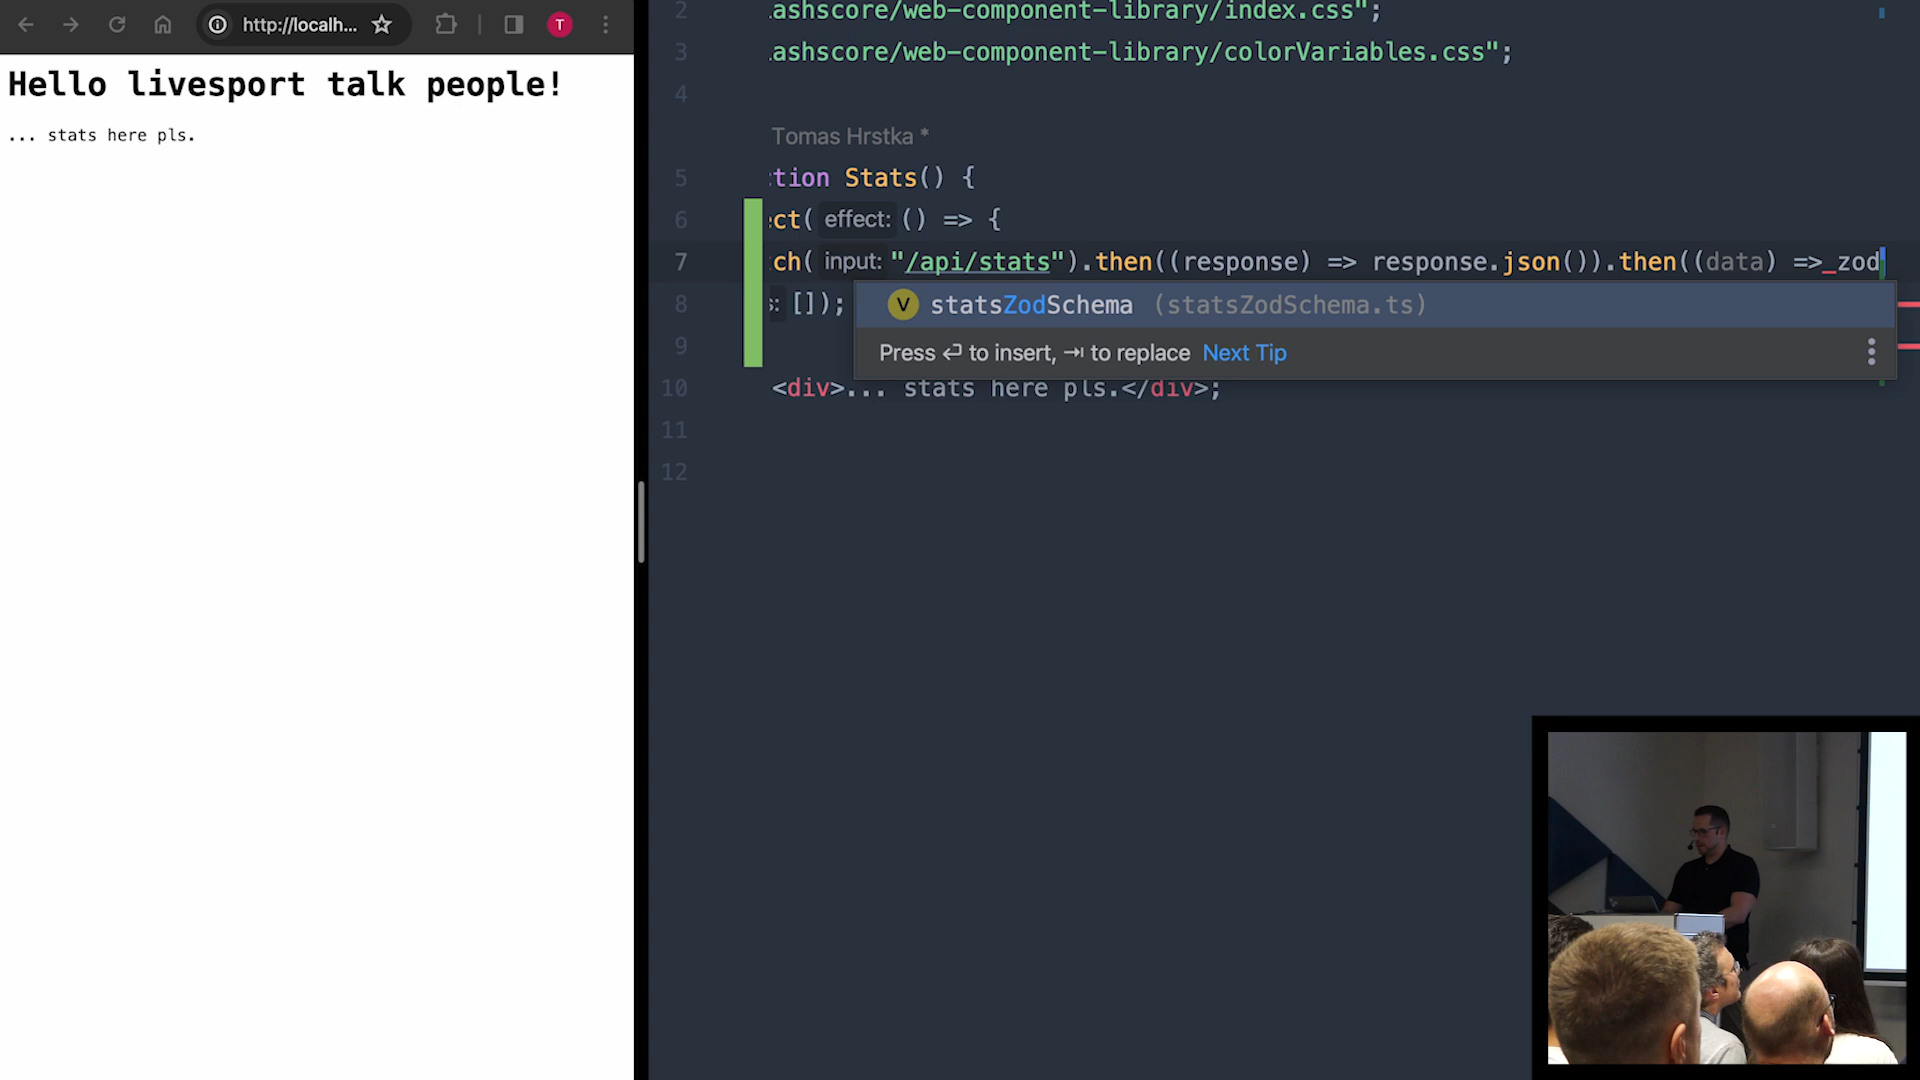 http://localh...
T
Hello livesport talk people!
... stats here pls.
2 ashscore/web-component-library/index.css";
3 ashscore/web-component-library/colorVariables.css";
4
Tomas Hrstka *
5 tion Stats() {
6 ct( effect: () => {
7 ch( input: "/api/stats").then((response) => response.json()).then((data) => zod
8 s: []);
V statsZodSchema (statsZodSchema.ts)
9
Press ⏎ to insert, ⇥ to replace Next Tip
10 <div>... stats here pls.</div>;
11
12